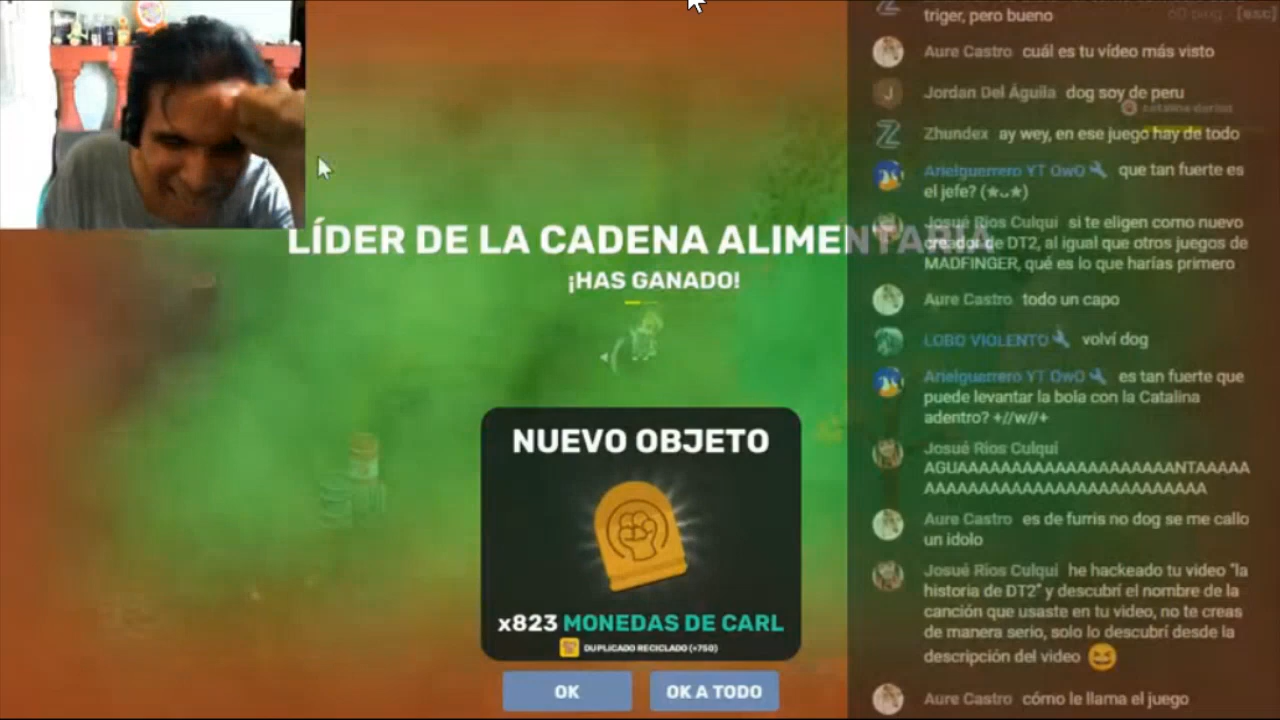 triger, pero bueno
60 ping [esc]
Aure Castro cuál es tu vídeo más visto
Jordan Del Águila dog soy de peru
Zhundex ay wey, en ese juego hay de todo
Arielguerrero YT OwO que tan fuerte es
el jefe? (★ᴗ★)
Josué Rios Culqui si te eligen como nuevo
creador de DT2, al igual que otros juegos de
MADFINGER, qué es lo que harías primero
Aure Castro todo un capo
LOBO VIOLENTO volví dog
Arielguerrero YT OwO es tan fuerte que
puede levantar la bola con la Catalina
adentro? +//w//+
Josué Rios Culqui
AGUAAAAAAAAAAAAAAAAAAAAANTAAAAA
AAAAAAAAAAAAAAAAAAAAAAAAAA
Aure Castro es de furris no dog se me callo
un idolo
Josué Rios Culqui he hackeado tu video "la
historia de DT2" y descubrí el nombre de la
canción que usaste en tu video, no te creas
de manera serio, solo lo descubrí desde la
descripción del video
Aure Castro cómo le llama el juego
LÍDER DE LA CADENA ALIMENTARIA
¡HAS GANADO!
NUEVO OBJETO
x823 MONEDAS DE CARL
DUPLICADO RECICLADO (+750)
OK
OK A TODO